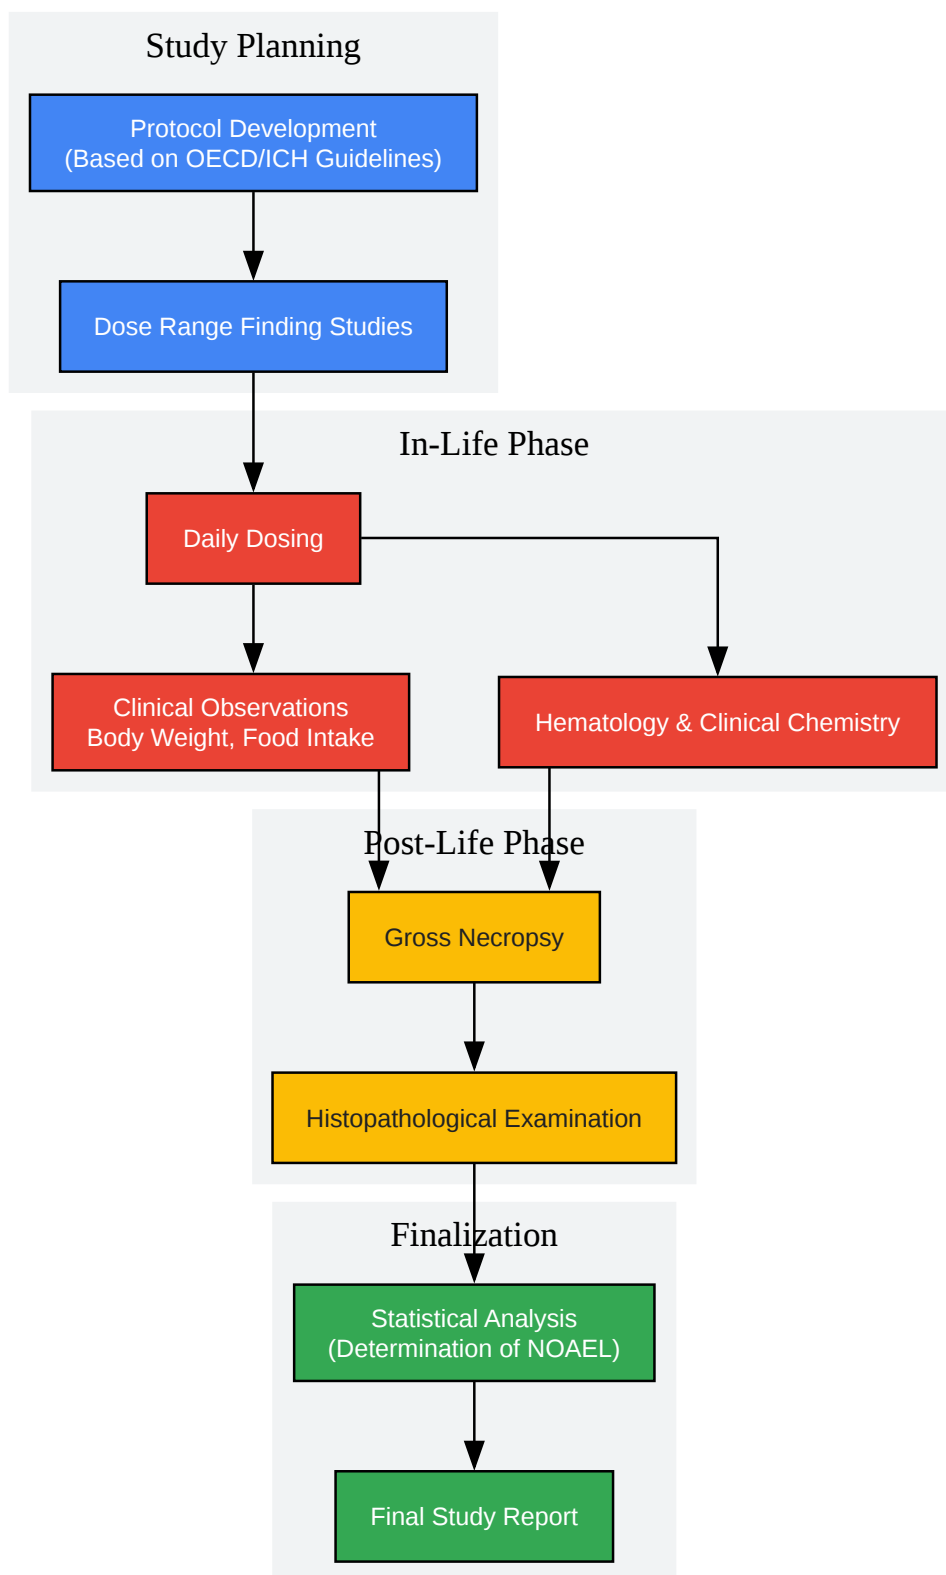 Study Planning
Protocol Development
(Based on OECD/ICH Guidelines)
Dose Range Finding Studies
In-Life Phase
Daily Dosing
Clinical Observations
Body Weight, Food Intake
Hematology & Clinical Chemistry
Post-Life Phase
Gross Necropsy
Histopathological Examination
Finalization
Statistical Analysis
(Determination of NOAEL)
Final Study Report